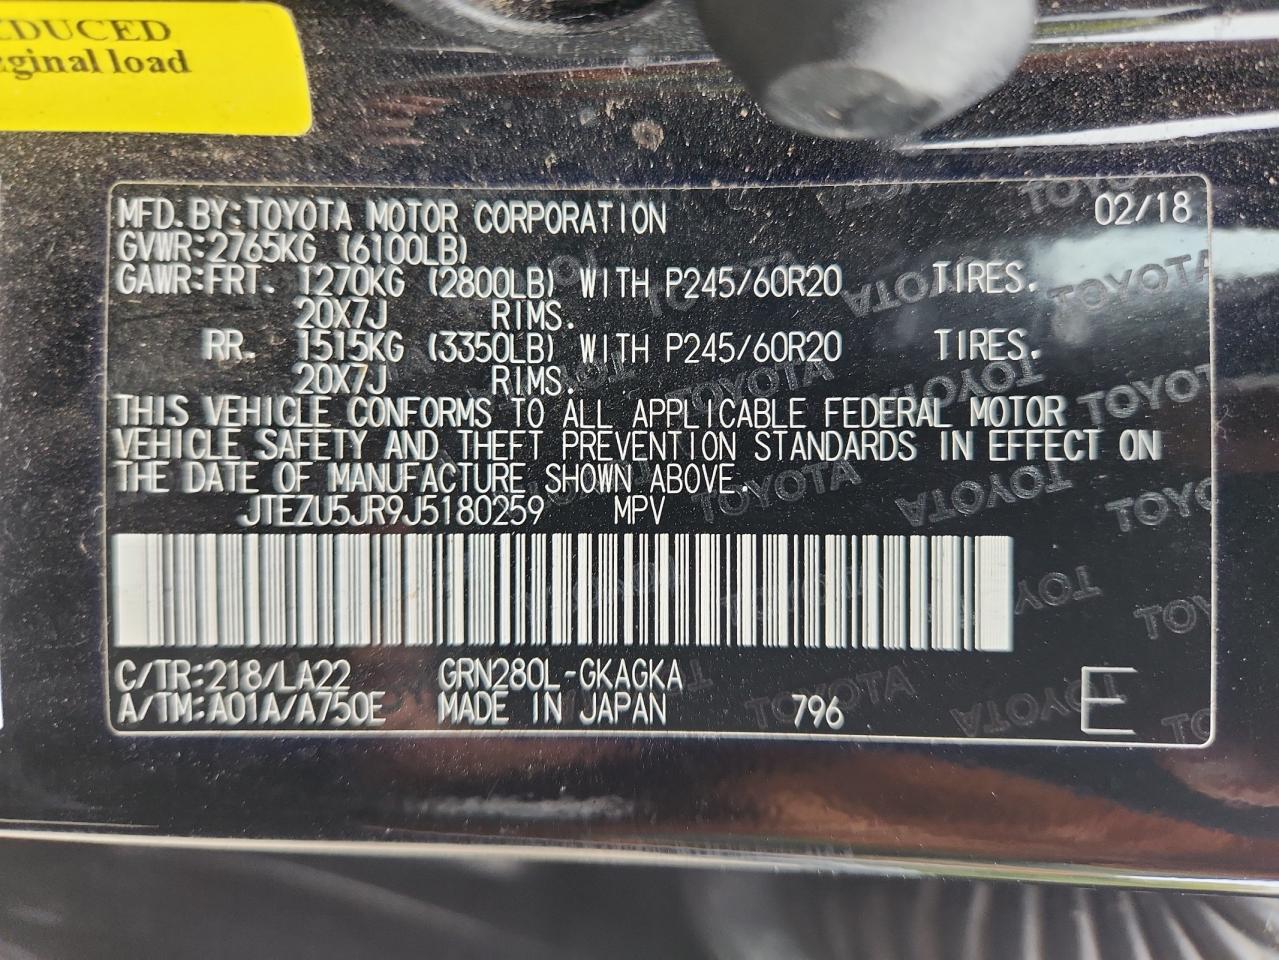 EDUCED
ginal load
MFD. BY: TOYOTA MOTOR CORPORATION 02/18
GVWR: 2765KG (6100LB)
GAWR: FRT. 1270KG (2800LB) WITH P245/60R20 TIRES.
20X7J RIMS.
RR. 1515KG (3350LB) WITH P245/60R20 TIRES.
20X7J RIMS.
THIS VEHICLE CONFORMS TO ALL APPLICABLE FEDERAL MOTOR
VEHICLE SAFETY AND THEFT PREVENTION STANDARDS IN EFFECT ON
THE DATE OF MANUFACTURE SHOWN ABOVE.
JTEZU5JR9J5180259 MPV
C/TR: 218/LA22 GRN280L-GKAGKA
A/TM: A01A/A750E MADE IN JAPAN 796 E